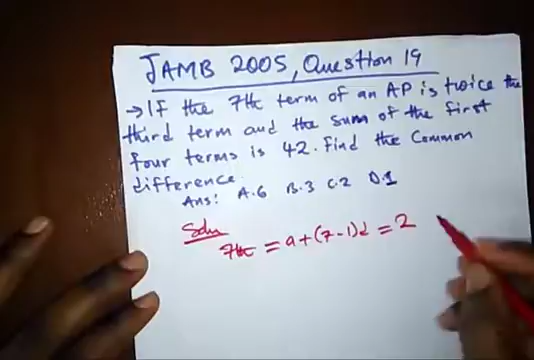 JAMB 2005, Question 19
→ If the 7th term of an AP is twice the
third term and the sum of the first
four terms is 42. Find the Common
difference.
Ans: A.6 B.3 C.2 D.1
Soln
7th = a+(7-1)d = 2